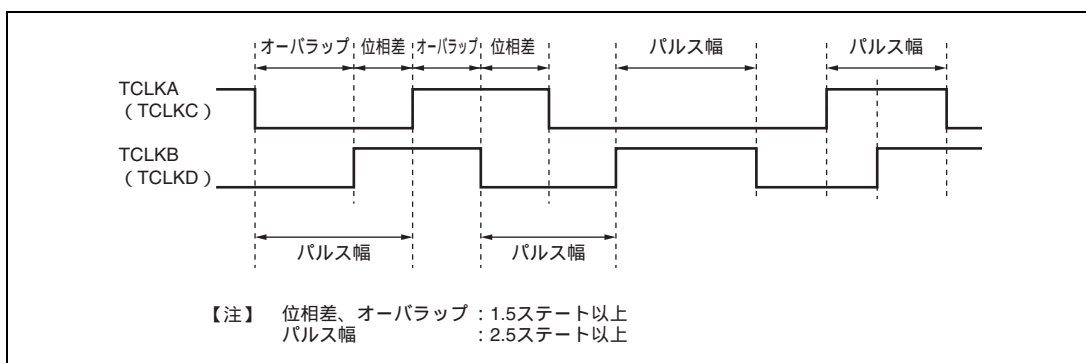 オーバラップ 位相差 オーバラップ 位相差 パルス幅 パルス幅
TCLKA
（TCLKC）
TCLKB
（TCLKD）
パルス幅 パルス幅
【注】 位相差、オーバラップ：1.5ステート以上
パルス幅 ：2.5ステート以上